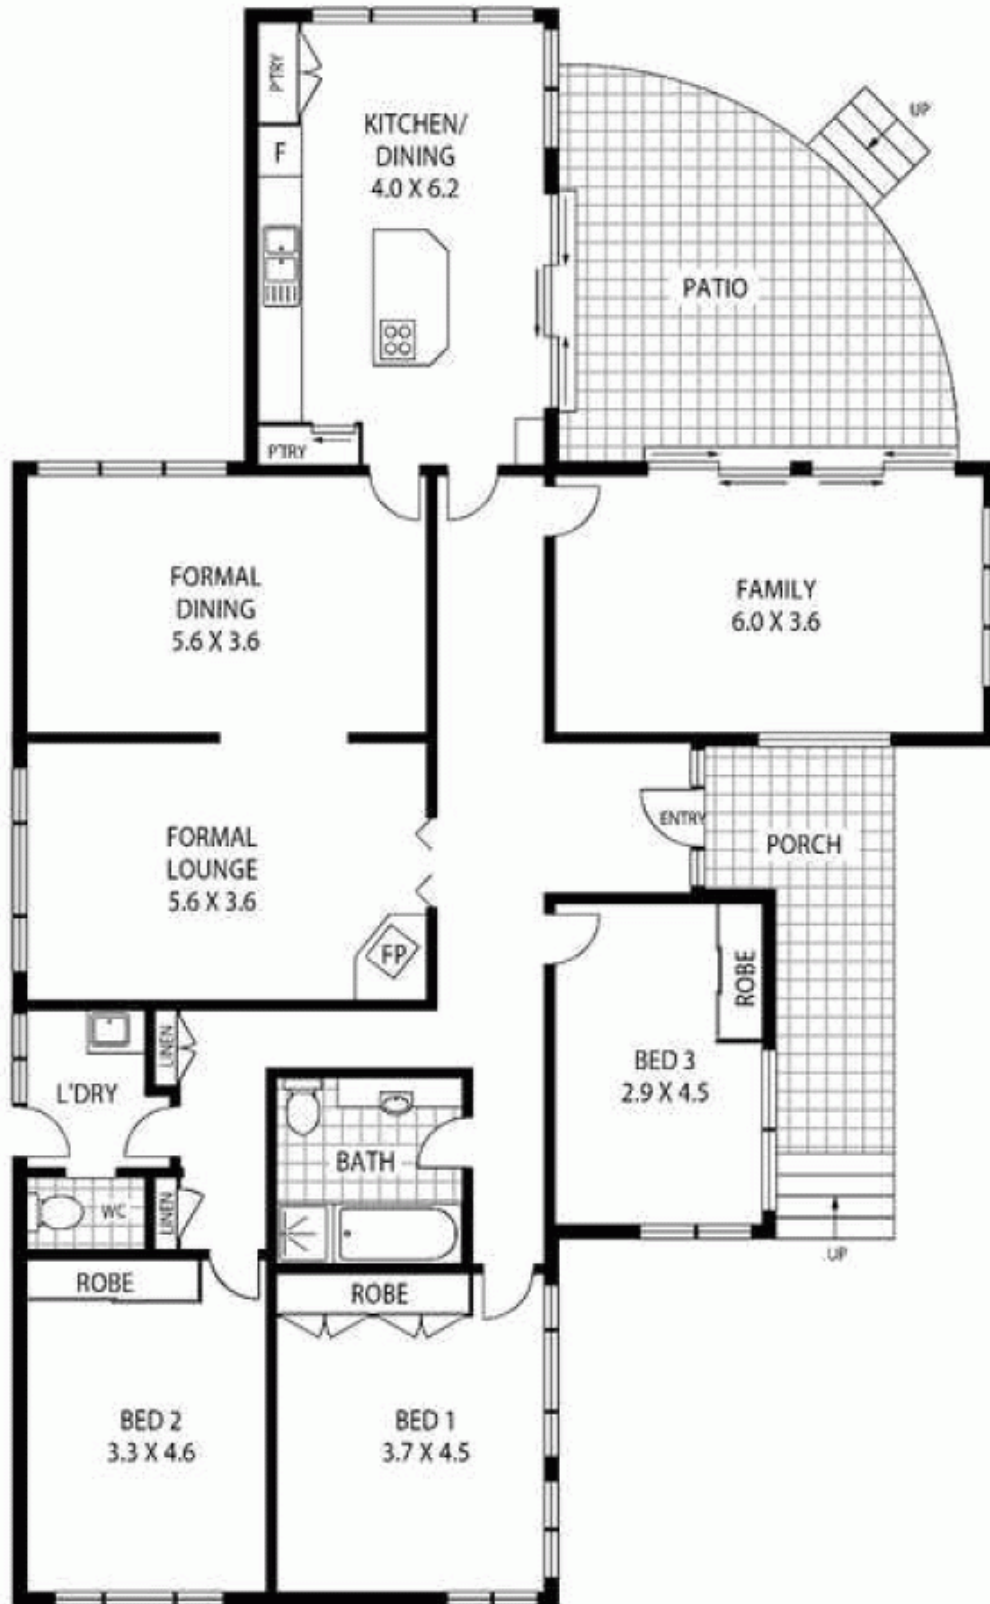 PTRY
F
KITCHEN/
DINING
4.0 X 6.2
UP
PATIO
P'TRY
FORMAL
DINING
5.6 X 3.6
FAMILY
6.0 X 3.6
FORMAL
LOUNGE
5.6 X 3.6
ENTRY
PORCH
FP
ROBE
LINEN
L'DRY
BED 3
2.9 X 4.5
BATH
WC
LINEN
UP
ROBE
ROBE
BED 2
3.3 X 4.6
BED 1
3.7 X 4.5